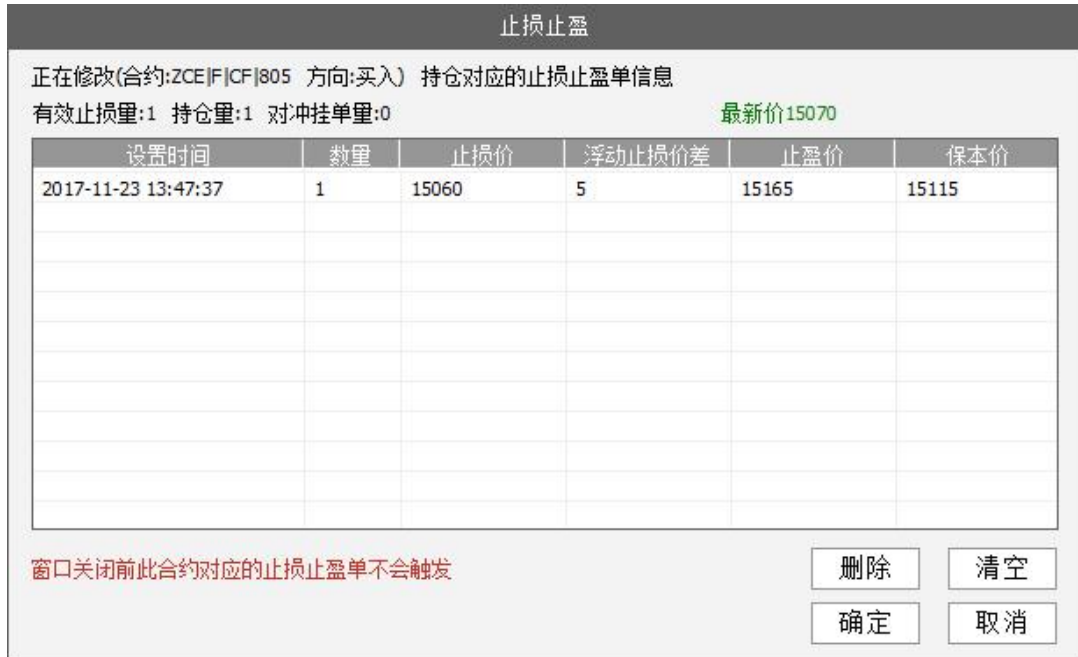 止损止盈
正在修改(合约:ZCE|F|CF|805 方向:买入) 持仓对应的止损止盈单信息
有效止损量:1 持仓量:1 对冲挂单量:0 最新价15070
设置时间 数量 止损价 浮动止损价差 止盈价 保本价
2017-11-23 13:47:37 1 15060 5 15165 15115
窗口关闭前此合约对应的止损止盈单不会触发
删除 清空
确定 取消